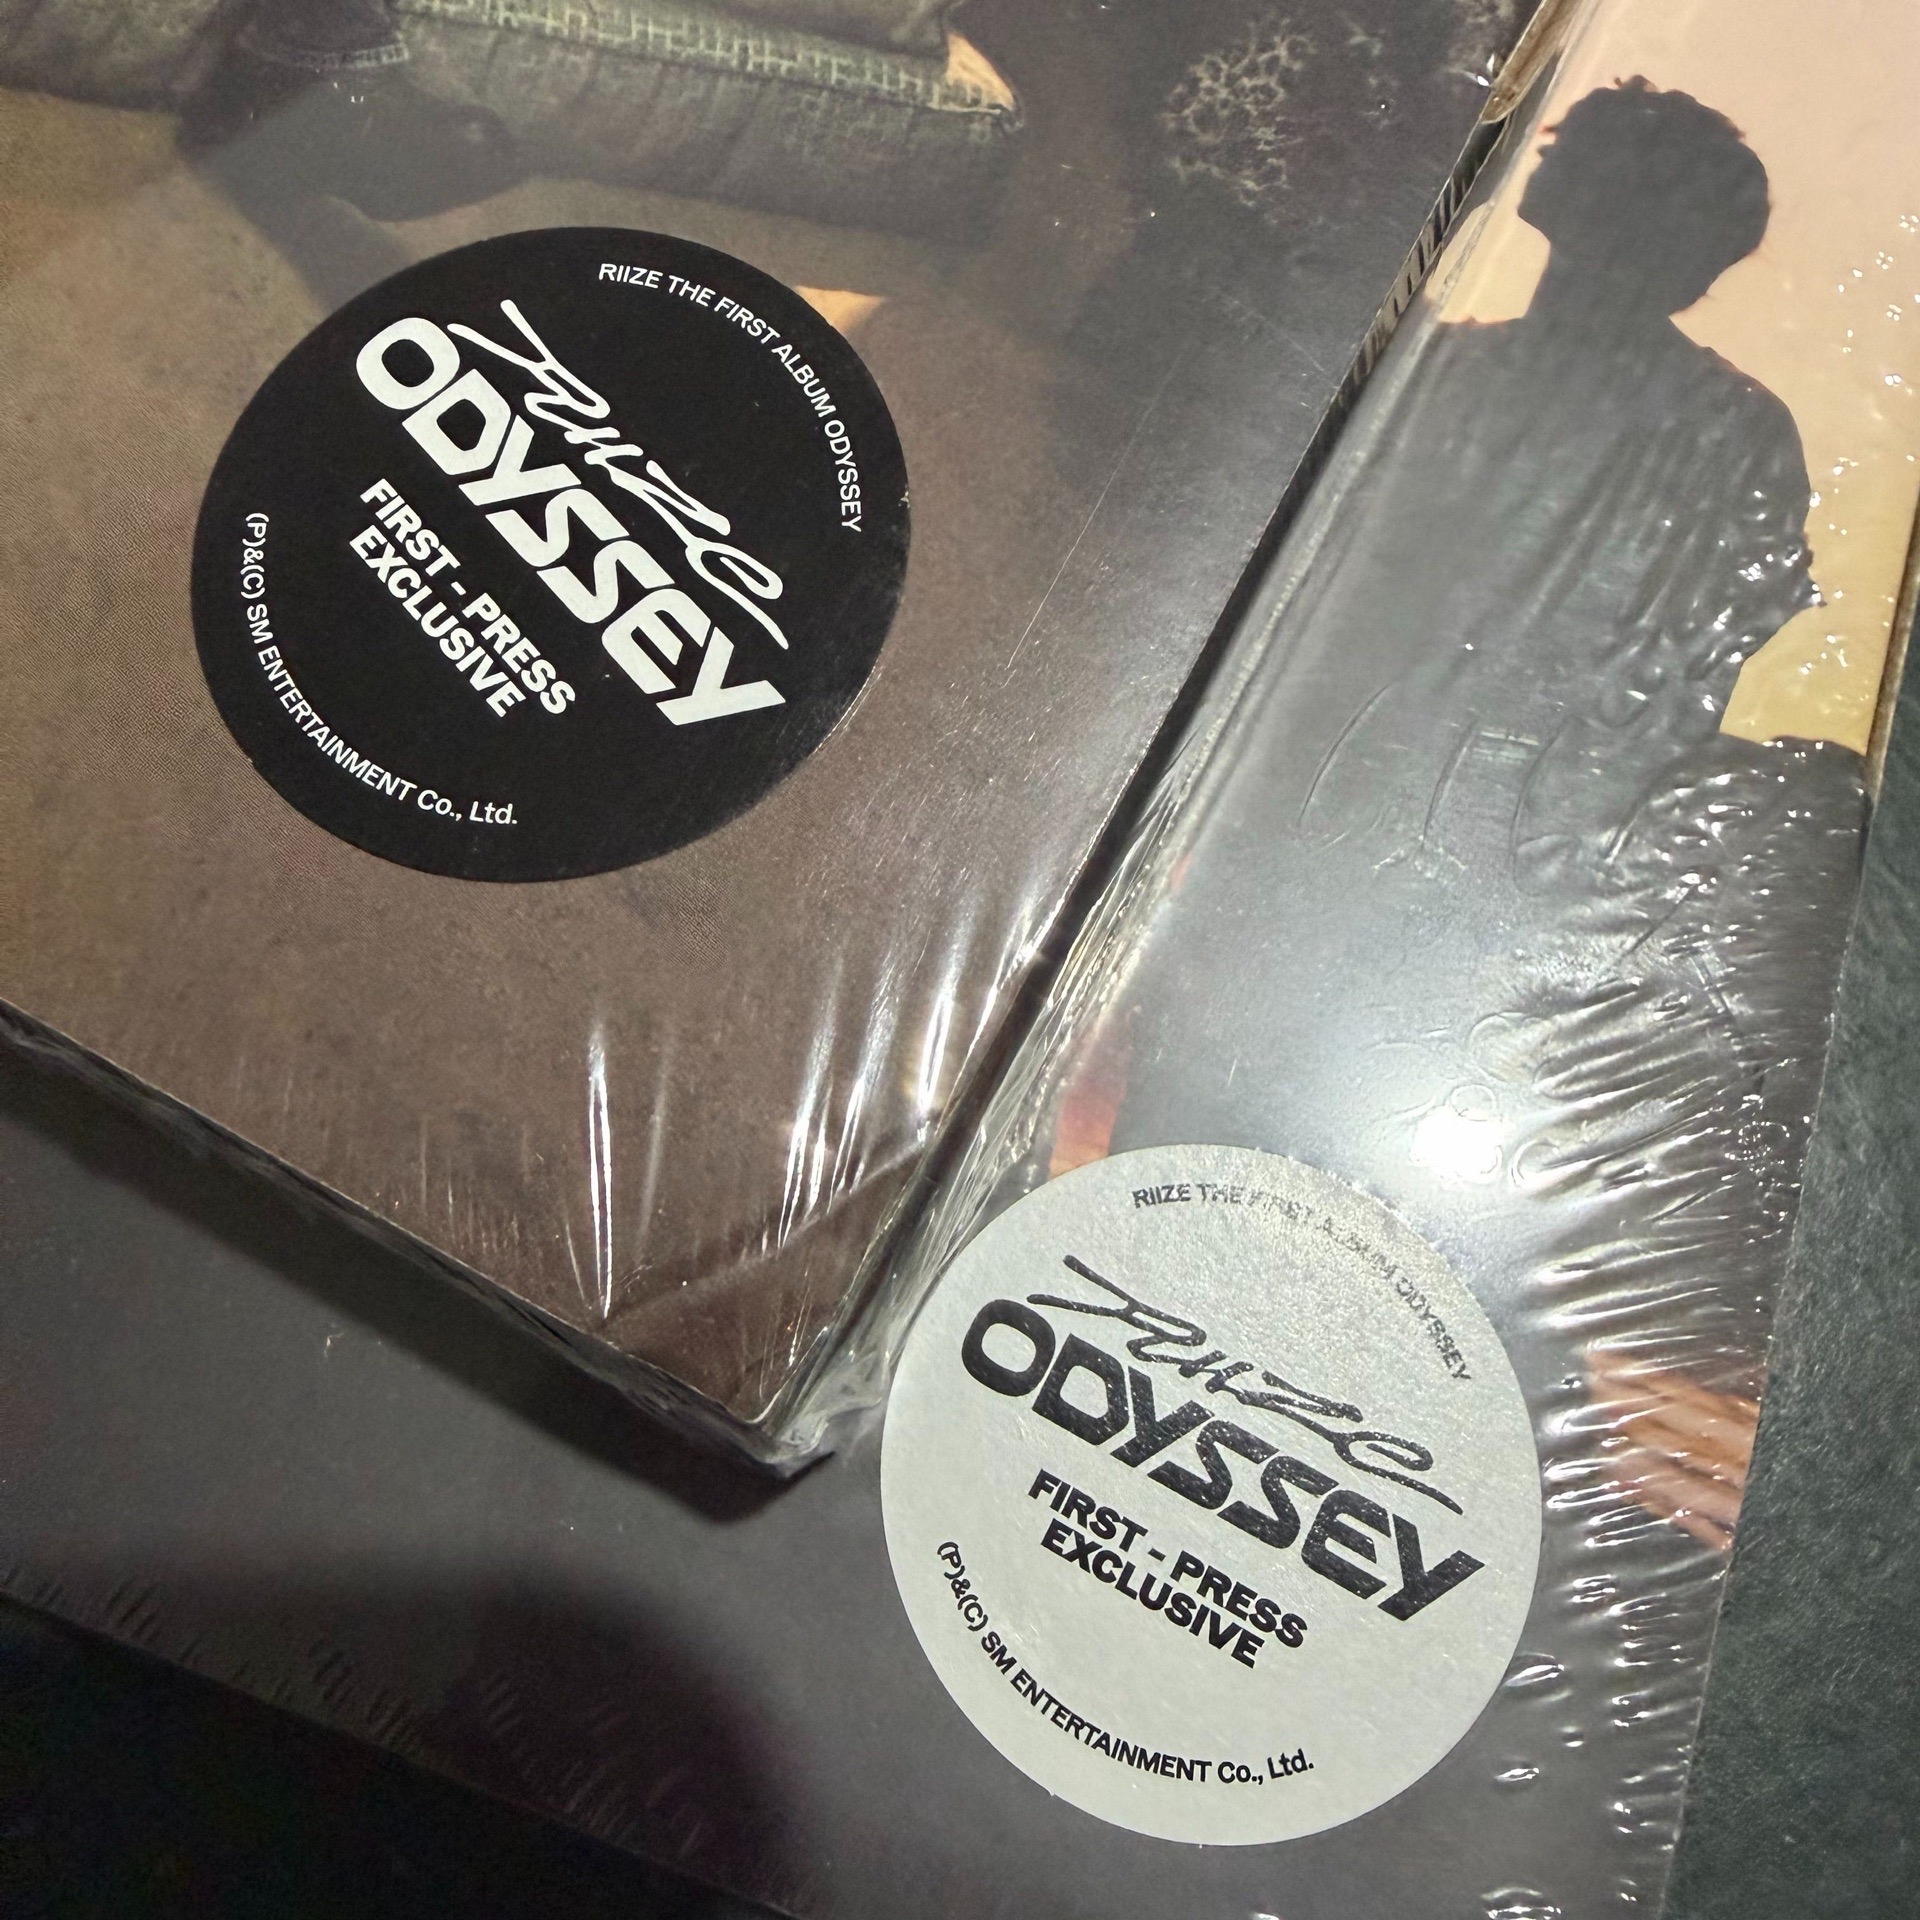 RIIZE THE FIRST ALBUM ODYSSEY
RIIZE
ODYSSEY
FIRST - PRESS
EXCLUSIVE
(P)&(C) SM ENTERTAINMENT Co., Ltd.
RIIZE THE FIRST ALBUM ODYSSEY
RIIZE
ODYSSEY
FIRST - PRESS
EXCLUSIVE
(P)&(C) SM ENTERTAINMENT Co., Ltd.